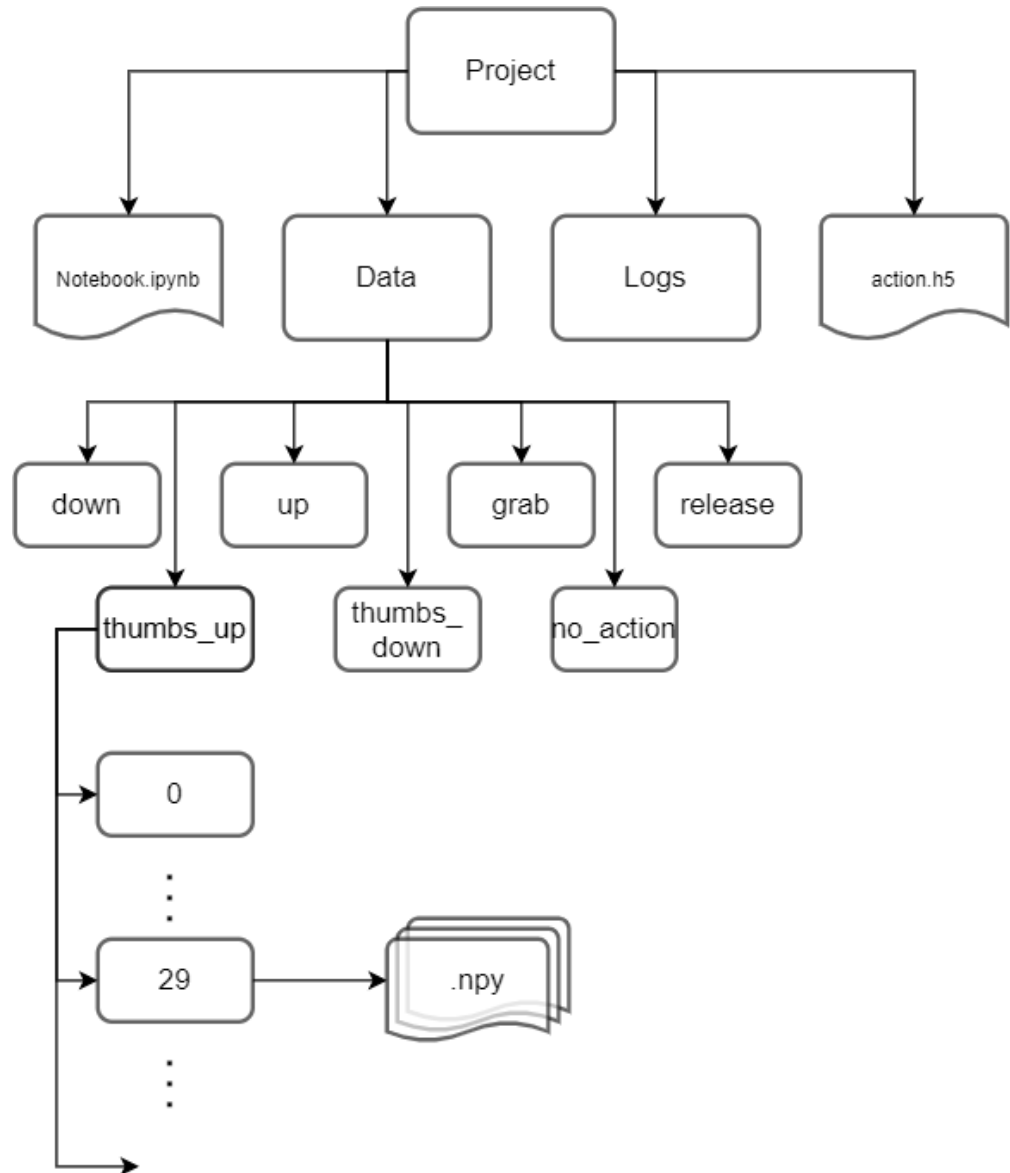 Project
Notebook.ipynb
Data
Logs
action.h5
down
up
grab
release
thumbs_up
thumbs_
down
no_action
0
29
.npy